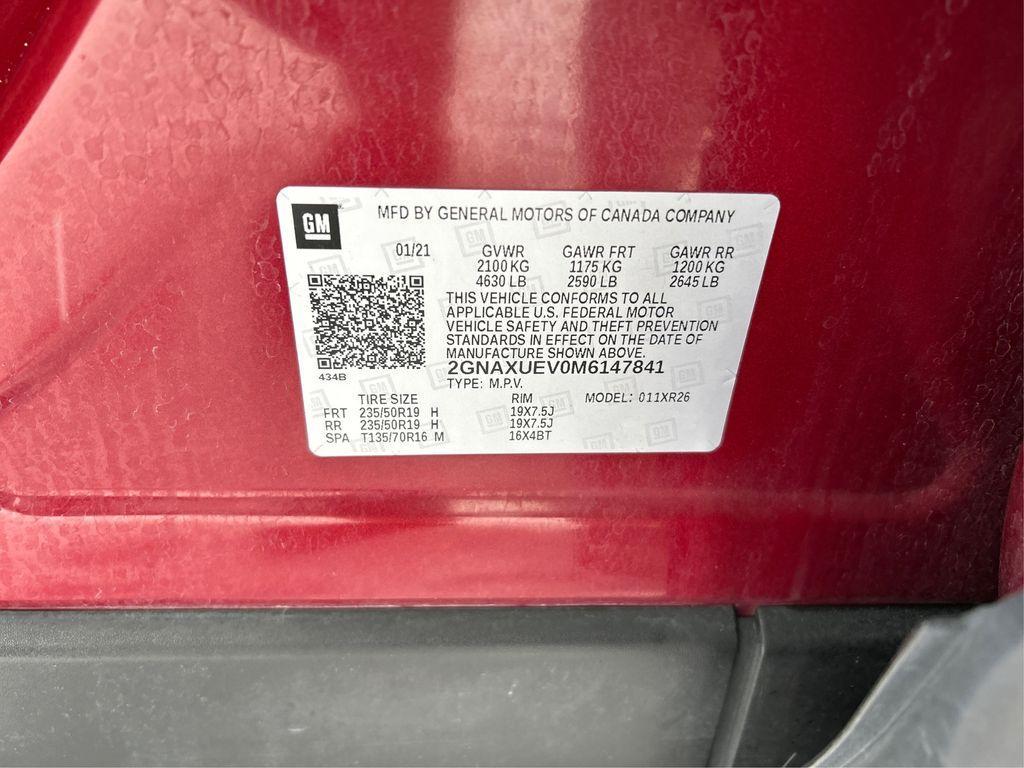 GM
MFD BY GENERAL MOTORS OF CANADA COMPANY
01/21 GVWR GAWR FRT GAWR RR
2100 KG 1175 KG 1200 KG
4630 LB 2590 LB 2645 LB
THIS VEHICLE CONFORMS TO ALL
APPLICABLE U.S. FEDERAL MOTOR
VEHICLE SAFETY AND THEFT PREVENTION
STANDARDS IN EFFECT ON THE DATE OF
MANUFACTURE SHOWN ABOVE.
2GNAXUEV0M6147841
434B
TYPE: M.P.V.
TIRE SIZE RIM MODEL: 011XR26
FRT 235/50R19 H 19X7.5J
RR 235/50R19 H 19X7.5J
SPA T135/70R16 M 16X4BT